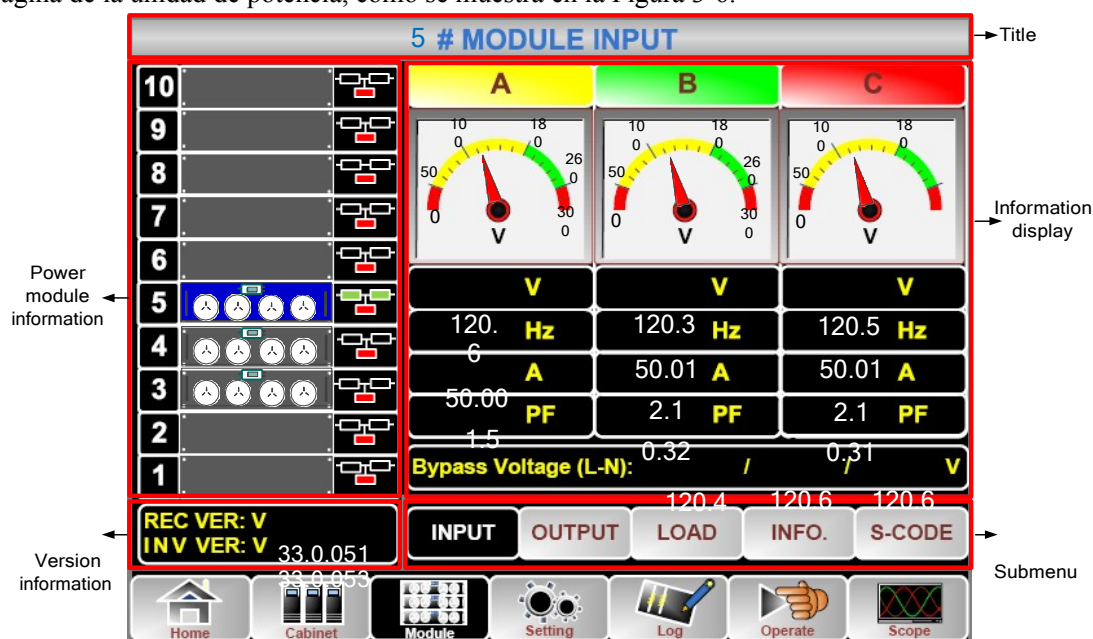 página de la unidad de potencia, como se muestra en la Figura 3-6.
5 # MODULE INPUT
Title
10
9
8
7
6
5
4
3
2
1
Power
module
information
A B C
10 18
0 0
50 26
0
0 30
0
V
10 18
0 0
50 26
0
0 30
0
V
10 18
0 0
50
0
V
Information
display
V V V
120. Hz 120.3 Hz 120.5 Hz
6
A 50.01 A 50.01 A
50.00 PF 2.1 PF 2.1 PF
1.5 0.32 0.31
Bypass Voltage (L-N): / / V
120.4 120.6 120.6
REC VER: V
INV VER: V
33.0.051
33.0.053
Version
information
INPUT OUTPUT LOAD INFO. S-CODE
Submenu
Home Cabinet Module Setting Log Operate Scope